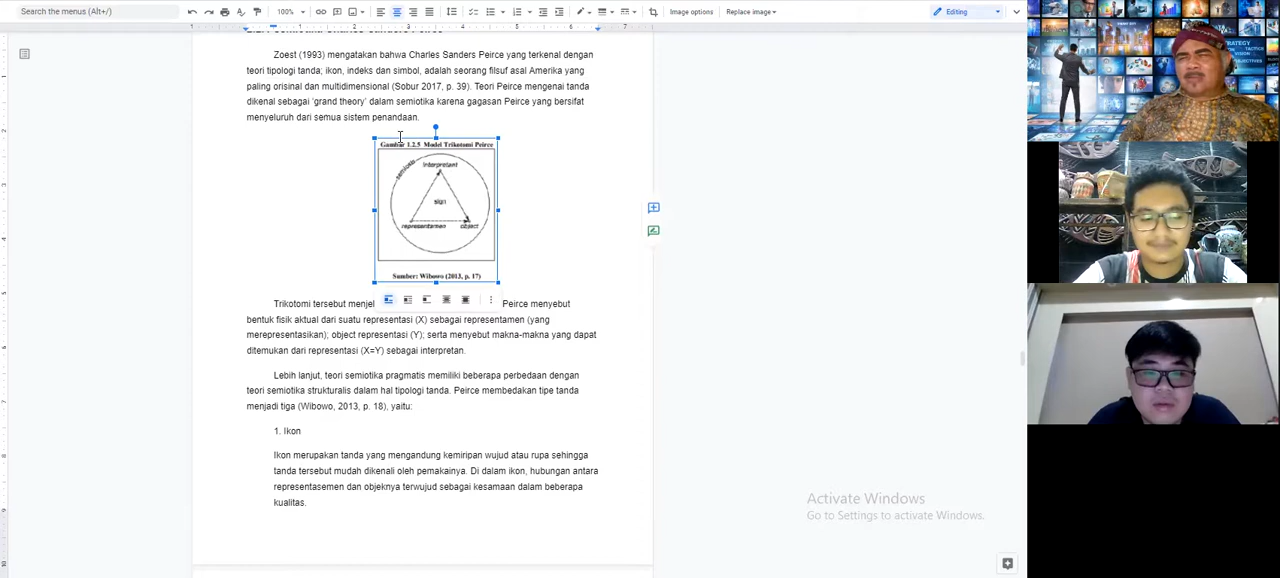 Search the menus (Alt+/)
100%
Image options
Replace image
Editing
Zoest (1993) mengatakan bahwa Charles Sanders Peirce yang terkenal dengan
teori tipologi tanda; ikon, indeks dan simbol, adalah seorang filsuf asal Amerika yang
paling orisinal dan multidimensional (Sobur 2017, p. 39). Teori Peirce mengenai tanda
dikenal sebagai ‘grand theory’ dalam semiotika karena gagasan Peirce yang bersifat
menyeluruh dari semua sistem penandaan.
Gambar 1.2.5 Model Trikotomi Peirce
interpretant
sign
representamen
object
Sumber: Wibowo (2013, p. 17)
Trikotomi tersebut menjel
Peirce menyebut
bentuk fisik aktual dari suatu representasi (X) sebagai representamen (yang
merepresentasikan); object representasi (Y); serta menyebut makna-makna yang dapat
ditemukan dari representasi (X=Y) sebagai interpretan.
Lebih lanjut, teori semiotika pragmatis memiliki beberapa perbedaan dengan
teori semiotika strukturalis dalam hal tipologi tanda. Peirce membedakan tipe tanda
menjadi tiga (Wibowo, 2013, p. 18), yaitu:
1. Ikon
Ikon merupakan tanda yang mengandung kemiripan wujud atau rupa sehingga
tanda tersebut mudah dikenali oleh pemakainya. Di dalam ikon, hubungan antara
representasemen dan objeknya terwujud sebagai kesamaan dalam beberapa
kualitas.
Activate Windows
Go to Settings to activate Windows.
STRATEGY
TACTICS
VISION
OBJECTIVES